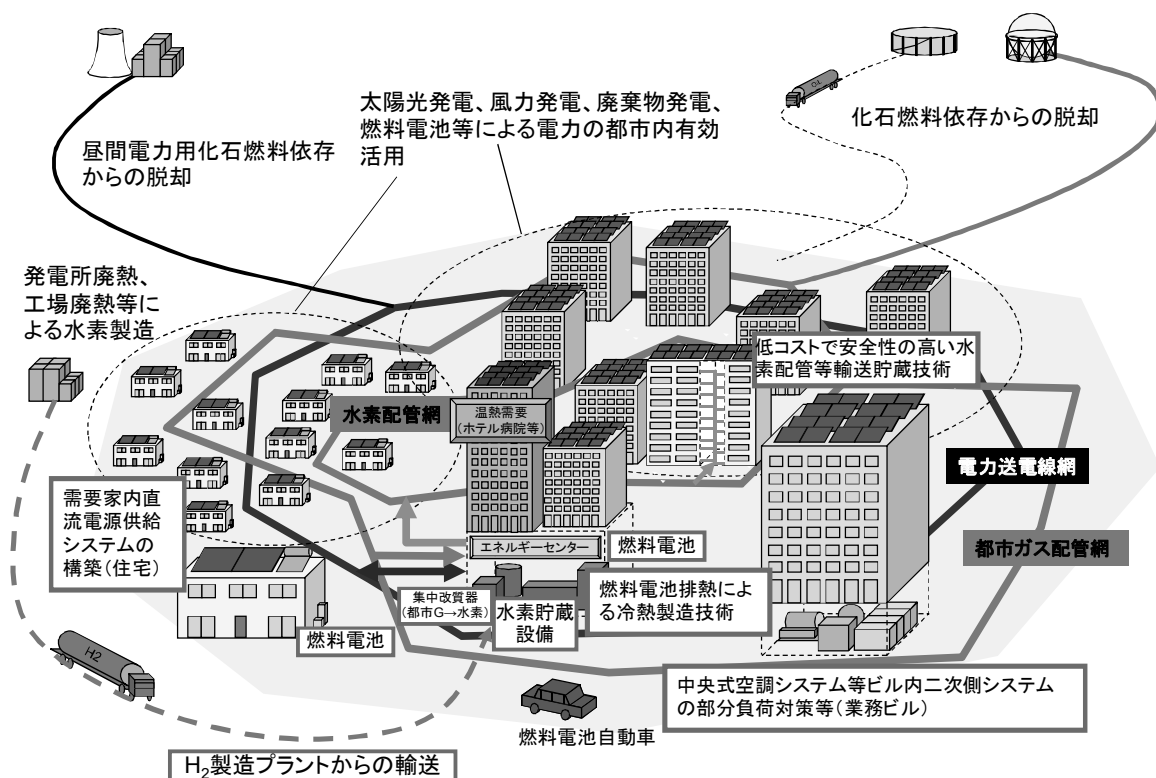 太陽光発電、風力発電、廃棄物発電、
燃料電池等による電力の都市内有効
活用
化石燃料依存からの脱却
昼間電力用化石燃料依存
からの脱却
発電所廃熱、
工場廃熱等に
よる水素製造
低コストで安全性の高い水
素配管等輸送貯蔵技術
水素配管網
温熱需要
(ホテル病院等)
電力送電線網
需要家内直
流電源供給
システムの
構築(住宅)
エネルギーセンター
燃料電池
都市ガス配管網
集中改質器
(都市G→水素)
水素貯蔵
設備
燃料電池排熱によ
る冷熱製造技術
燃料電池
H2
中央式空調システム等ビル内二次側システム
の部分負荷対策等(業務ビル)
燃料電池自動車
H₂製造プラントからの輸送